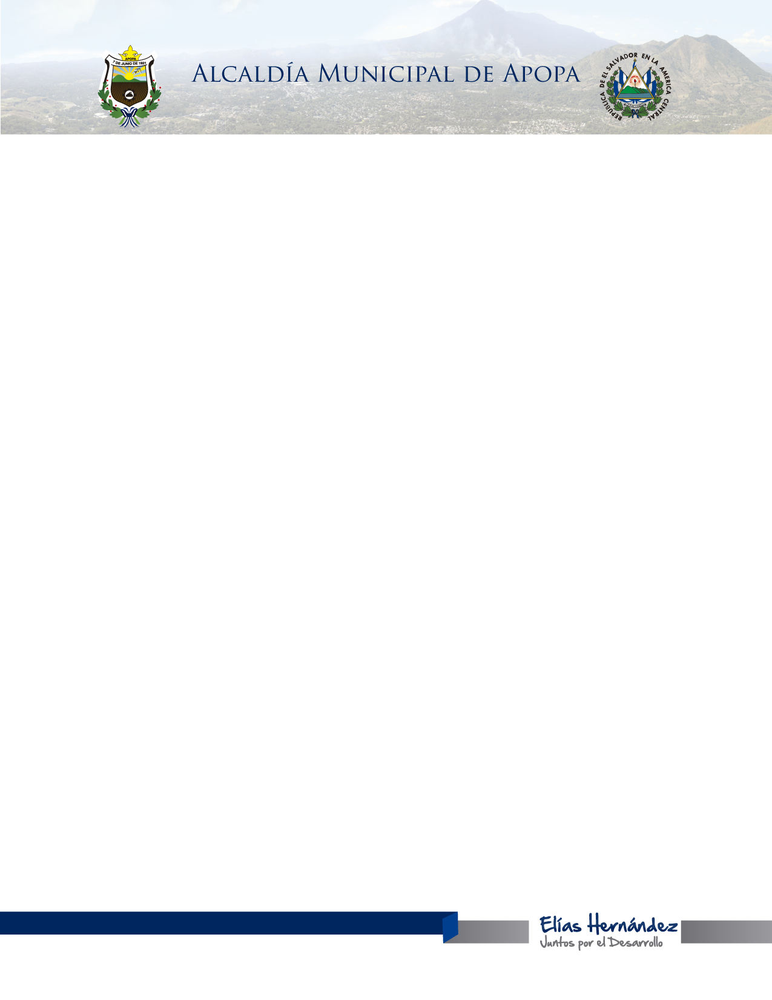 APOPA
7 DE JUNIO DE 1921
ALCALDÍA MUNICIPAL DE APOPA
REPUBLICA DE EL SALVADOR EN LA AMERICA CENTRAL
Elías Hernández
Juntos por el Desarrollo